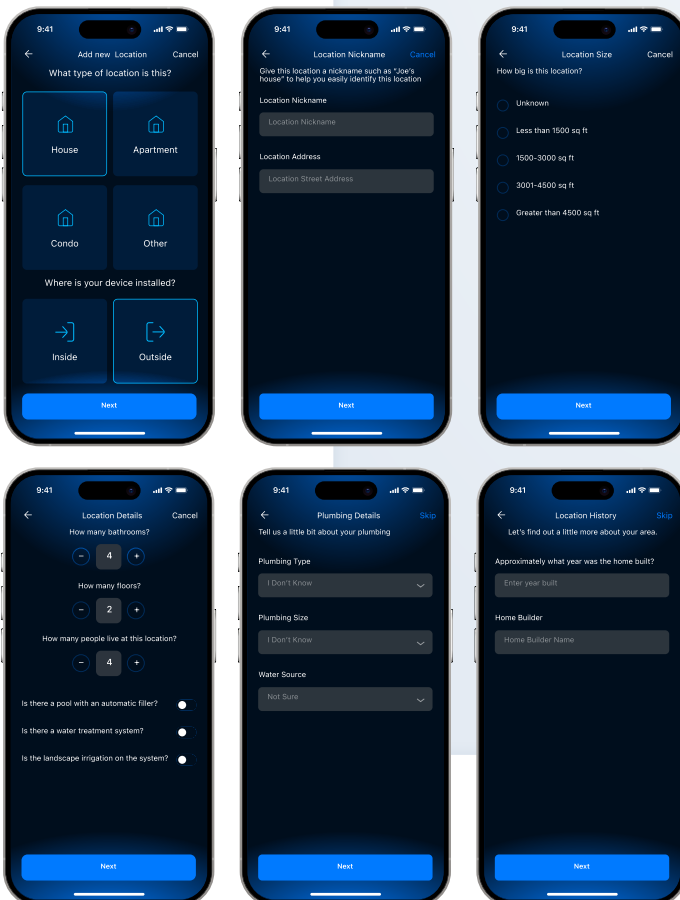 9:41
Add new Location
Cancel
What type of location is this?
House
Apartment
Condo
Other
Where is your device installed?
Inside
Outside
Next
9:41
Location Nickname
Cancel
Give this location a nickname such as "Joe's
house" to help you easily identify this location
Location Nickname
Location Nickname
Location Address
Location Street Address
Next
9:41
Location Size
Cancel
How big is this location?
Unknown
Less than 1500 sq ft
1500-3000 sq ft
3001-4500 sq ft
Greater than 4500 sq ft
Next
9:41
Location Details
Cancel
How many bathrooms?
- 4 +
How many floors?
- 2 +
How many people live at this location?
- 4 +
Is there a pool with an automatic filler?
Is there a water treatment system?
Is the landscape irrigation on the system?
Next
9:41
Plumbing Details
Skip
Tell us a little bit about your plumbing
Plumbing Type
I Don't Know
Plumbing Size
I Don't Know
Water Source
Not Sure
Next
9:41
Location History
Skip
Let's find out a little more about your area.
Approximately what year was the home built?
Enter year built
Home Builder
Home Builder Name
Next